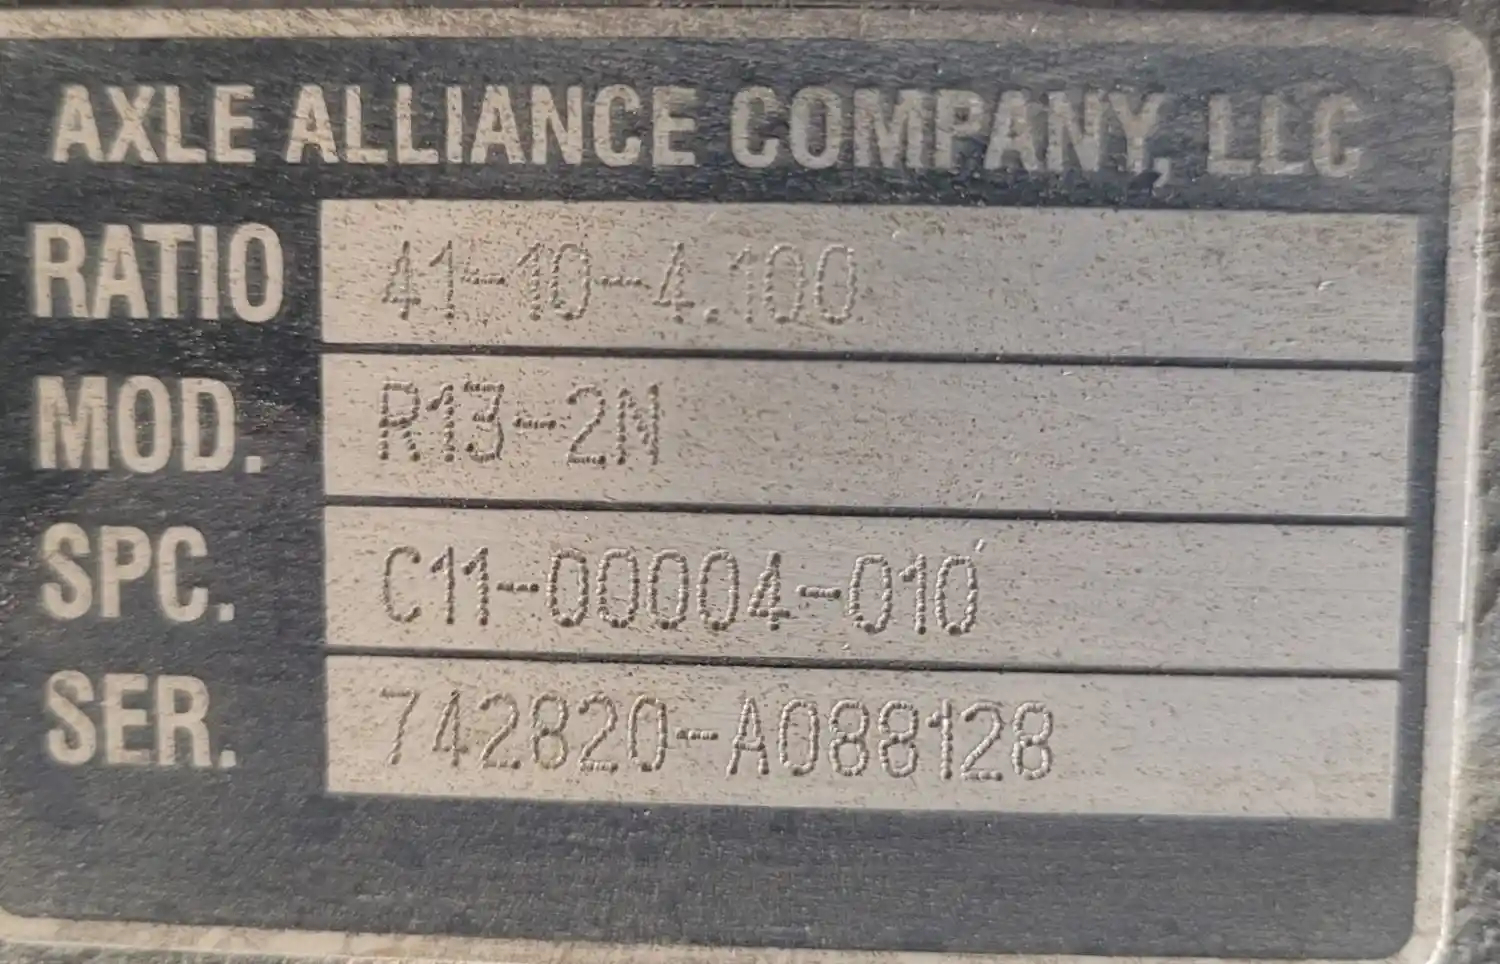 AXLE ALLIANCE COMPANY, LLC
RATIO 41-10-4.100
MOD. R13-2N
SPC. C11-00004-010
SER. 742820-A088128